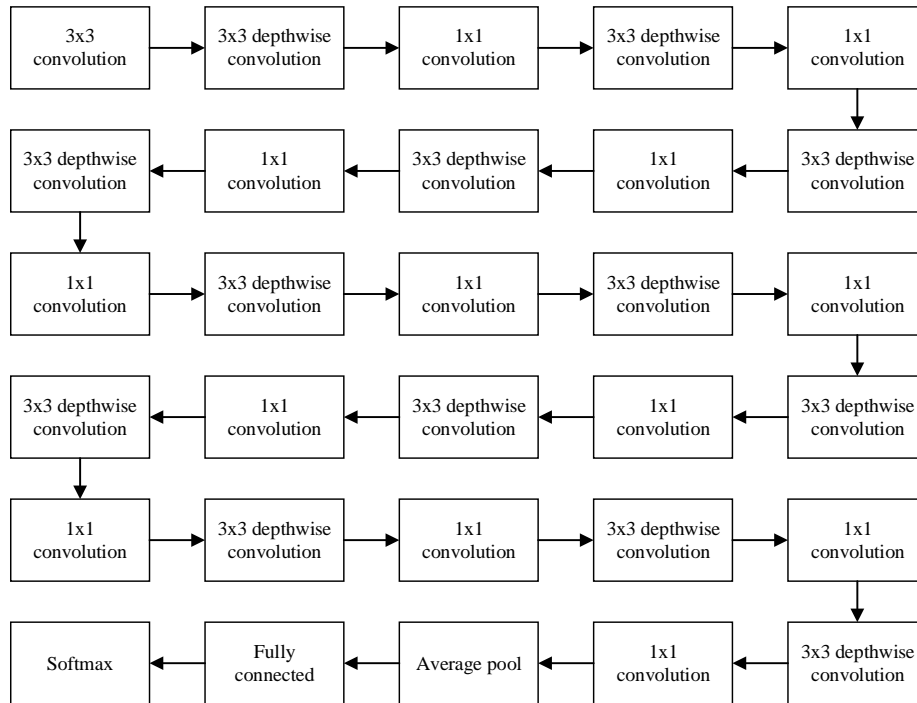 3x3
convolution
3x3 depthwise
convolution
1x1
convolution
3x3 depthwise
convolution
1x1
convolution
3x3 depthwise
convolution
1x1
convolution
3x3 depthwise
convolution
1x1
convolution
3x3 depthwise
convolution
1x1
convolution
3x3 depthwise
convolution
1x1
convolution
3x3 depthwise
convolution
1x1
convolution
3x3 depthwise
convolution
1x1
convolution
3x3 depthwise
convolution
1x1
convolution
3x3 depthwise
convolution
1x1
convolution
3x3 depthwise
convolution
1x1
convolution
3x3 depthwise
convolution
1x1
convolution
Softmax
Fully
connected
Average pool
1x1
convolution
3x3 depthwise
convolution